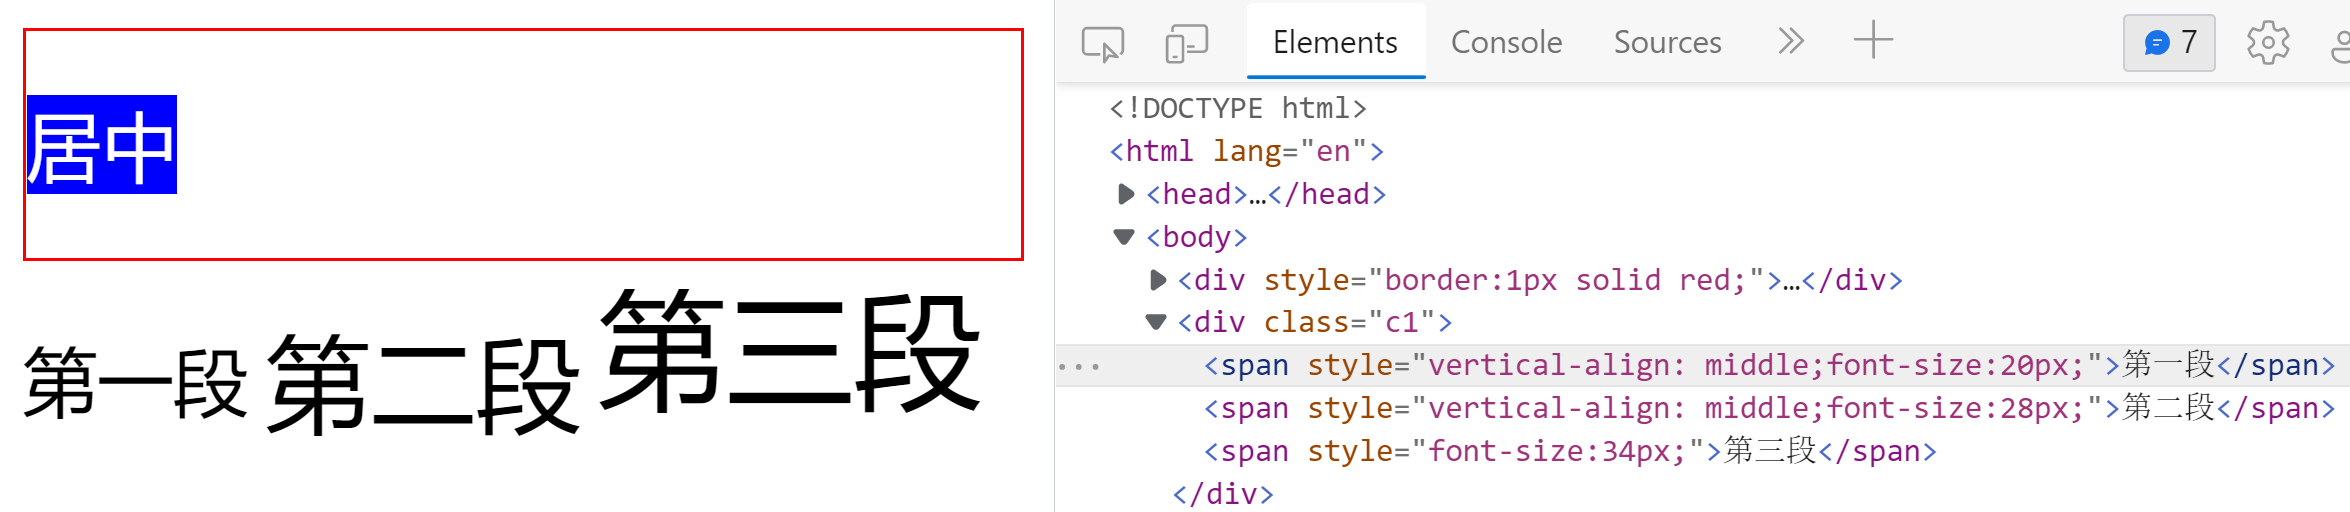 居中
第一段 第二段 第三段
Elements Console Sources 7
<!DOCTYPE html>
<html lang="en">
<head>…</head>
<body>
<div style="border:1px solid red;">…</div>
<div class="c1">
<span style="vertical-align: middle;font-size:20px;">第一段</span>
<span style="vertical-align: middle;font-size:28px;">第二段</span>
<span style="font-size:34px;">第三段</span>
</div>